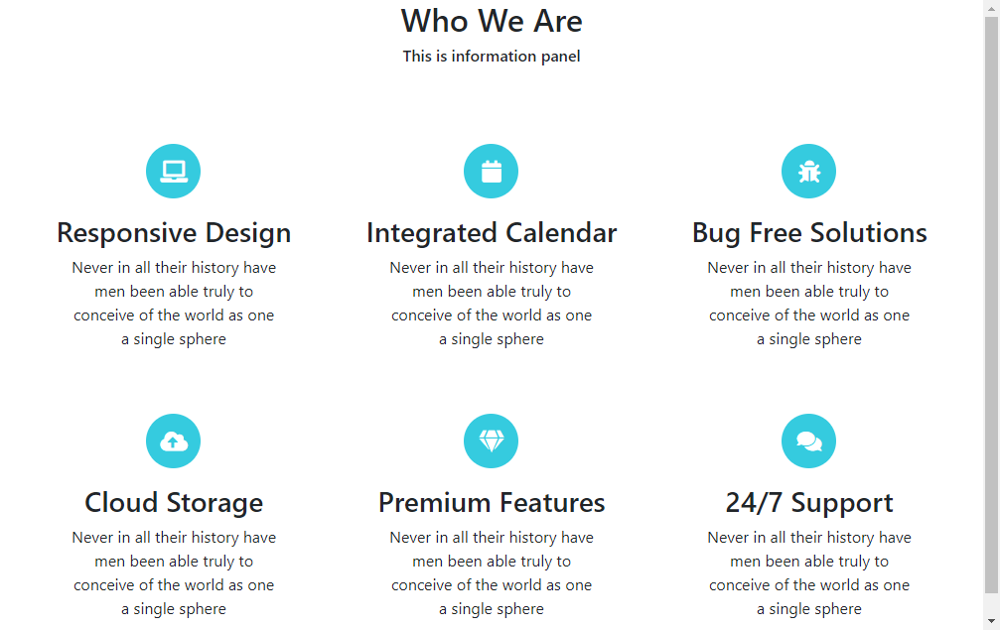 Who We Are
This is information panel
Responsive Design
Never in all their history have
men been able truly to
conceive of the world as one
a single sphere
Integrated Calendar
Never in all their history have
men been able truly to
conceive of the world as one
a single sphere
Bug Free Solutions
Never in all their history have
men been able truly to
conceive of the world as one
a single sphere
Cloud Storage
Never in all their history have
men been able truly to
conceive of the world as one
a single sphere
Premium Features
Never in all their history have
men been able truly to
conceive of the world as one
a single sphere
24/7 Support
Never in all their history have
men been able truly to
conceive of the world as one
a single sphere